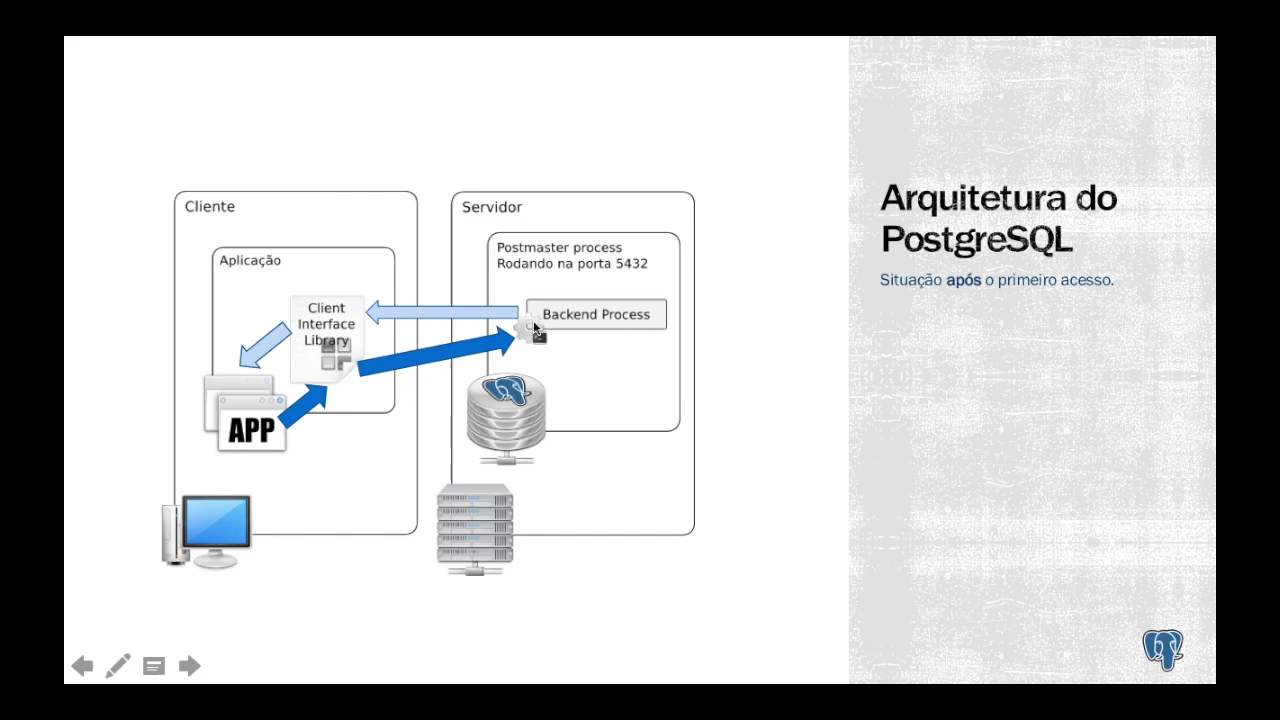 Cliente
Aplicação
Client
Interface
Library
APP
Servidor
Postmaster process
Rodando na porta 5432
Backend Process
Arquitetura do
PostgreSQL
Situação após o primeiro acesso.